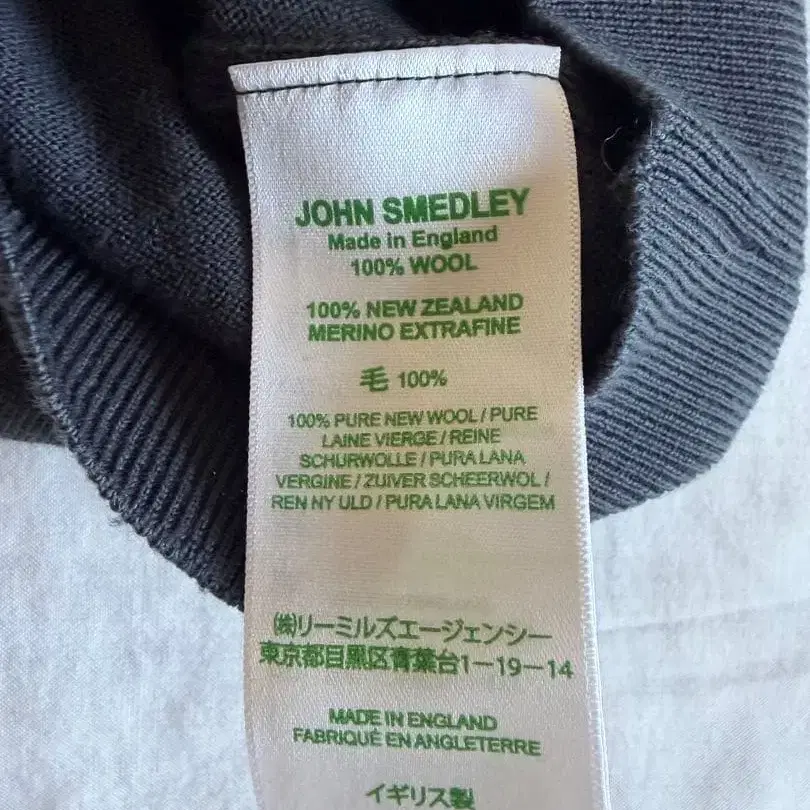 JOHN SMEDLEY
Made in England
100% WOOL
100% NEW ZEALAND
MERINO EXTRAFINE
毛 100%
100% PURE NEW WOOL / PURE
LAINE VIERGE / REINE
SCHURWOLLE / PURA LANA
VERGINE / ZUIVER SCHEERWOL /
REN NY ULD / PURA LANA VIRGEM
㈱リーミルズエージェンシー
東京都目黒区青葉台1-19-14
MADE IN ENGLAND
FABRIQUÉ EN ANGLETERRE
イギリス製